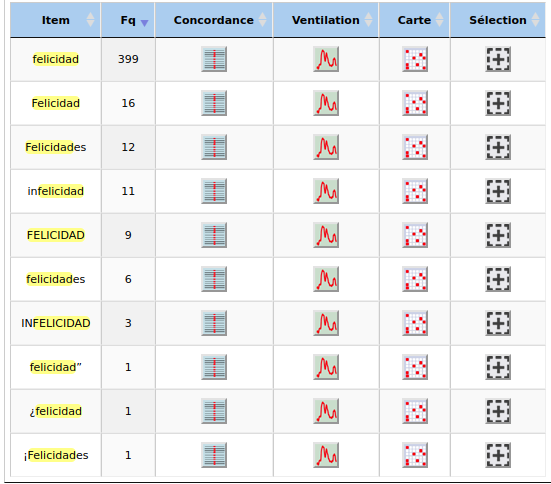 Item Fq Concordance Ventilation Carte Sélection
felicidad 399
Felicidad 16
Felicidades 12
infelicidad 11
FELICIDAD 9
felicidades 6
INFELICIDAD 3
felicidad” 1
¿felicidad 1
¡Felicidades 1